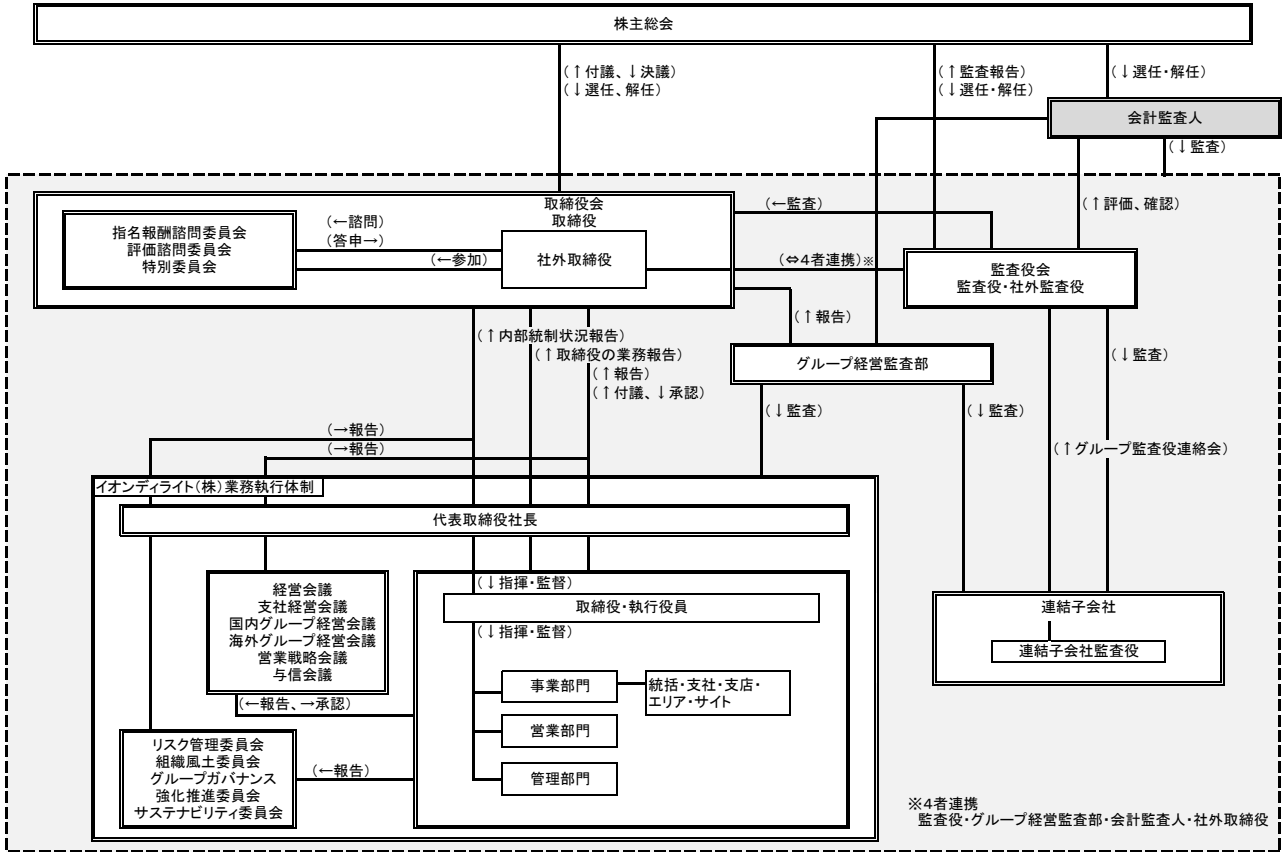 株主総会
(↑付議、↓決議)
(↓選任、解任)
(↑監査報告)
(↓選任・解任)
(↓選任・解任)
会計監査人
(↓監査)
取締役会
取締役
指名報酬諮問委員会
評価諮問委員会
特別委員会
(←諮問)
(答申→)
(←参加)
社外取締役
(←監査)
(⇔4者連携)※
(↑評価、確認)
監査役会
監査役・社外監査役
(↑内部統制状況報告)
(↑取締役の業務報告)
(↑報告)
(↑付議、↓承認)
(↑報告)
グループ経営監査部
(↓監査)
(↓監査)
(↓監査)
(↑グループ監査役連絡会)
(→報告)
(→報告)
イオンディライト(株)業務執行体制
代表取締役社長
経営会議
支社経営会議
国内グループ経営会議
海外グループ経営会議
営業戦略会議
与信会議
(←報告、→承認)
(↓指揮・監督)
取締役・執行役員
(↓指揮・監督)
事業部門
統括・支社・支店・
エリア・サイト
営業部門
管理部門
リスク管理委員会
組織風土委員会
グループガバナンス
強化推進委員会
サステナビリティ委員会
(←報告)
連結子会社
連結子会社監査役
※4者連携
監査役・グループ経営監査部・会計監査人・社外取締役